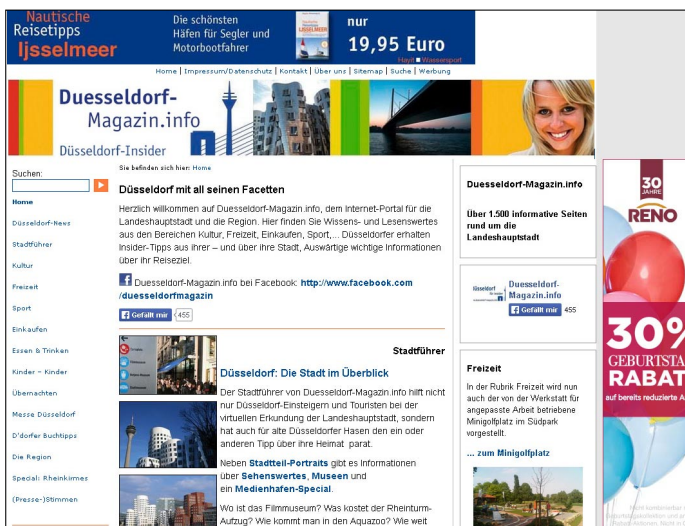 Nautische
Reisetipps
Ijsselmeer
Die schönsten
Häfen für Segler und
Motorbootfahrer
nur
19,95 Euro
Hayit Wassersport
Home | Impressum/Datenschutz | Kontakt | Über uns | Sitemap | Suche | Werbung
Duesseldorf-
Magazin.info
Düsseldorf-Insider
Suchen:
Home
Düsseldorf-News
Stadtführer
Kultur
Freizeit
Sport
Einkaufen
Essen & Trinken
Kinder - Kinder
Übernachten
Messe Düsseldorf
D'dorfer Buchtipps
Die Region
Special: Rheinkirmes
(Presse-)Stimmen
Sie befinden sich hier: Home
Düsseldorf mit all seinen Facetten
Herzlich willkommen auf Duesseldorf-Magazin.info, dem Internet-Portal für die
Landeshauptstadt und die Region. Hier finden Sie Wissens- und Lesenswertes
aus den Bereichen Kultur, Freizeit, Einkaufen, Sport,... Düsseldorfer erhalten
Insider-Tipps aus ihrer – und über ihre Stadt, Auswärtige wichtige Informationen
über ihr Reiseziel.
Duesseldorf-Magazin.info bei Facebook: http://www.facebook.com
/duesseldorfmagazin
Gefällt mir 455
Stadtführer
Düsseldorf: Die Stadt im Überblick
Der Stadtführer von Duesseldorf-Magazin.info hilft nicht
nur Düsseldorf-Einsteigern und Touristen bei der
virtuellen Erkundung der Landeshauptstadt, sondern
hat auch für alte Düsseldorfer Hasen den ein oder
anderen Tipp über ihre Heimat parat.
Neben Stadtteil-Portraits gibt es Informationen
über Sehenswertes, Museen und
ein Medienhafen-Special.
Wo ist das Filmmuseum? Was kostet der Rheinturm-
Aufzug? Wie kommt man in den Aquazoo? Wie weit
Duesseldorf-Magazin.info
Über 1.500 informative Seiten
rund um die
Landeshauptstadt
Duesseldorf-
Magazin.info
Gefällt mir 455
Freizeit
In der Rubrik Freizeit wird nun
auch der von der Werkstatt für
angepasste Arbeit betriebene
Minigolfplatz im Südpark
vorgestellt.
... zum Minigolfplatz
30
JAHRE
RENO
30%
GEBURTSTA
RABAT
auf bereits reduzierte A